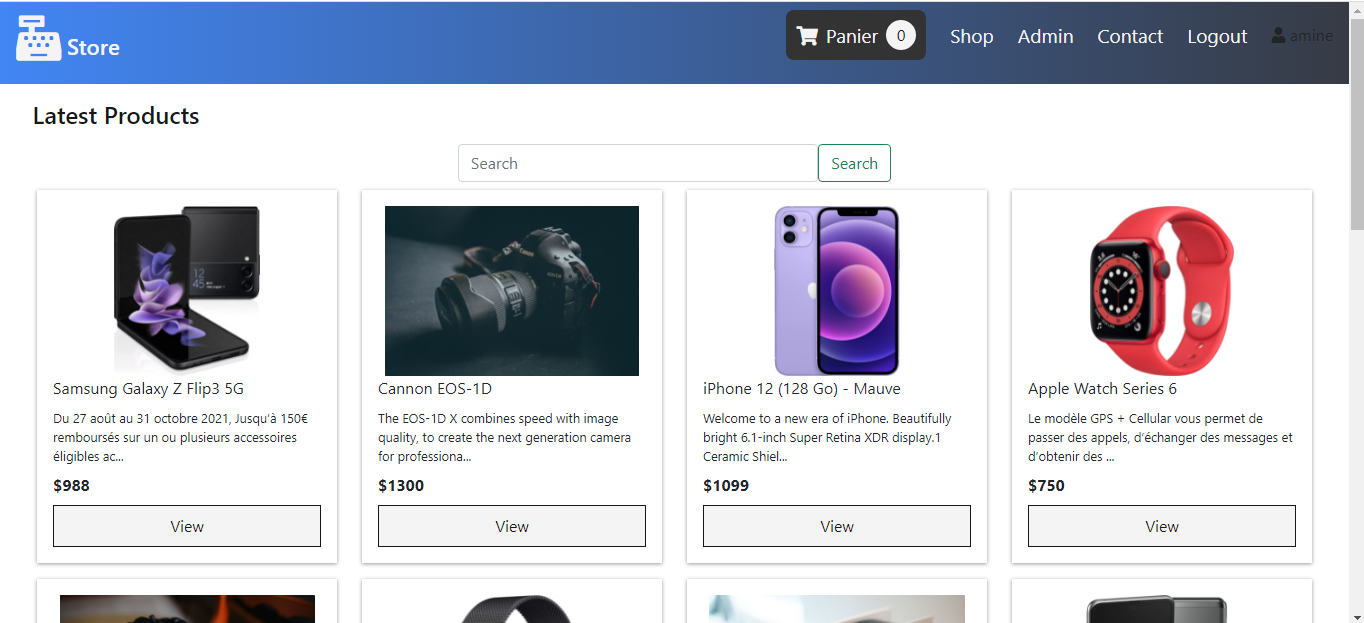 Store
Panier 0 Shop Admin Contact Logout amine
Latest Products
Search Search
Samsung Galaxy Z Flip3 5G
Du 27 août au 31 octobre 2021, Jusqu'à 150€
remboursés sur un ou plusieurs accessoires
éligibles ac...
$988
View
Cannon EOS-1D
The EOS-1D X combines speed with image
quality, to create the next generation camera
for professiona...
$1300
View
iPhone 12 (128 Go) - Mauve
Welcome to a new era of iPhone. Beautifully
bright 6.1-inch Super Retina XDR display.1
Ceramic Shiel...
$1099
View
Apple Watch Series 6
Le modèle GPS + Cellular vous permet de
passer des appels, d'échanger des messages et
d'obtenir des ...
$750
View